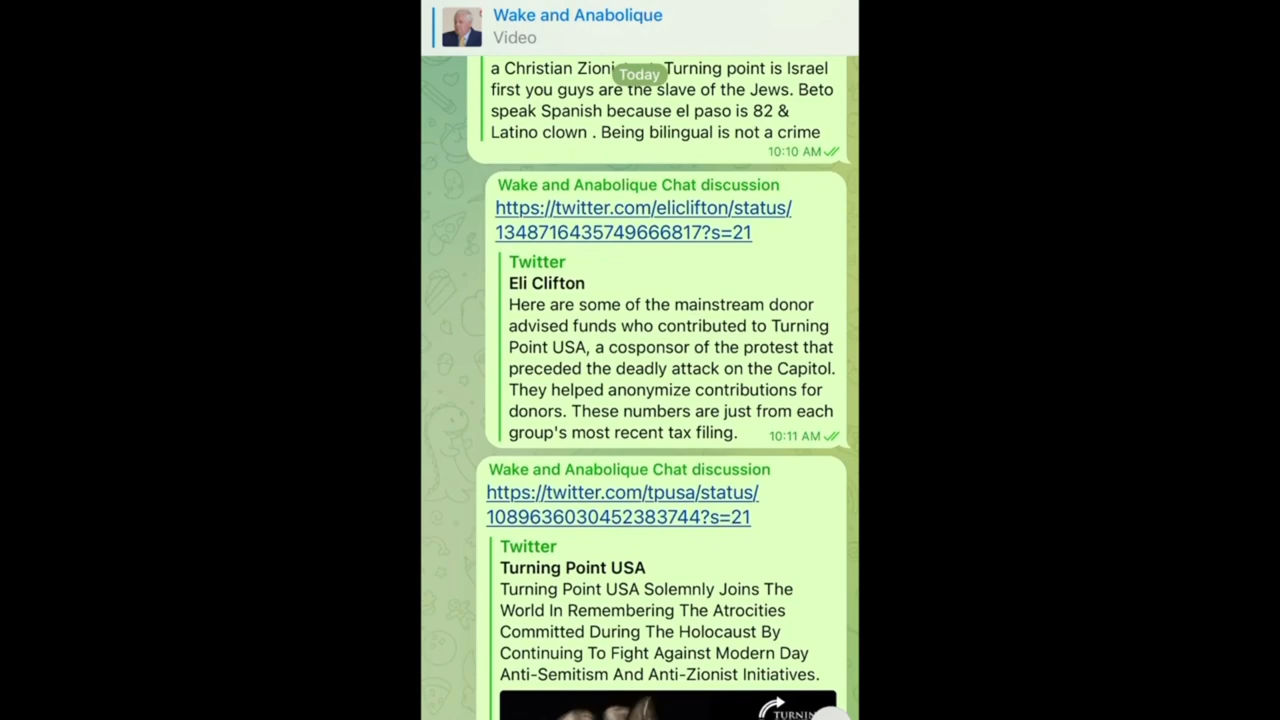 Wake and Anabolique
Video
a Christian Zioni Turning point is Israel
Today
first you guys are the slave of the Jews. Beto
speak Spanish because el paso is 82 &
Latino clown . Being bilingual is not a crime
10:10 AM
Wake and Anabolique Chat discussion
https://twitter.com/eliclifton/status/
1348716435749666817?s=21
Twitter
Eli Clifton
Here are some of the mainstream donor
advised funds who contributed to Turning
Point USA, a cosponsor of the protest that
preceded the deadly attack on the Capitol.
They helped anonymize contributions for
donors. These numbers are just from each
group's most recent tax filing.
10:11 AM
Wake and Anabolique Chat discussion
https://twitter.com/tpusa/status/
1089636030452383744?s=21
Twitter
Turning Point USA
Turning Point USA Solemnly Joins The
World In Remembering The Atrocities
Committed During The Holocaust By
Continuing To Fight Against Modern Day
Anti-Semitism And Anti-Zionist Initiatives.
TURNIN